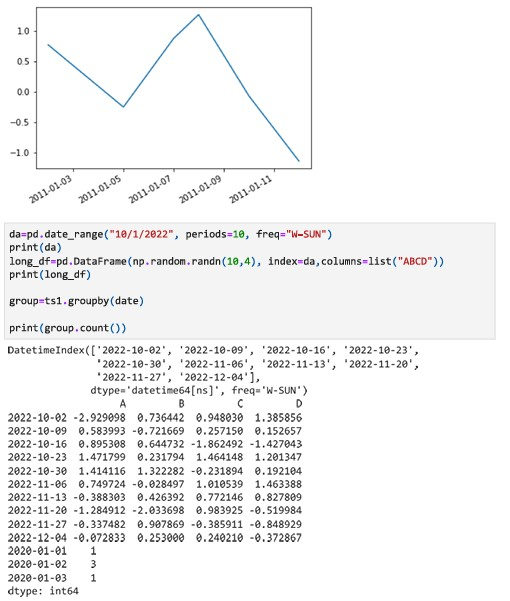 1.0
0.5
0.0
−0.5
−1.0
2011-01-03
2011-01-05
2011-01-07
2011-01-09
2011-01-11
da=pd.date_range("10/1/2022", periods=10, freq="W-SUN")
print(da)
long_df=pd.DataFrame(np.random.randn(10,4), index=da,columns=list("ABCD"))
print(long_df)
group=ts1.groupby(date)
print(group.count())
DatetimeIndex(['2022-10-02', '2022-10-09', '2022-10-16', '2022-10-23',
'2022-10-30', '2022-11-06', '2022-11-13', '2022-11-20',
'2022-11-27', '2022-12-04'],
dtype='datetime64[ns]', freq='W-SUN')
A B C D
2022-10-02 -2.929098 0.736442 0.948030 1.385856
2022-10-09 0.583993 -0.721669 0.257150 0.152657
2022-10-16 0.895308 0.644732 -1.862492 -1.427043
2022-10-23 1.471799 0.231794 1.464148 1.201347
2022-10-30 1.414116 1.322282 -0.231894 0.192104
2022-11-06 0.749724 -0.028497 1.010539 1.463388
2022-11-13 -0.388303 0.426392 0.772146 0.827809
2022-11-20 -1.284912 -2.033698 0.983925 -0.519984
2022-11-27 -0.337482 0.907869 -0.385911 -0.848929
2022-12-04 -0.072833 0.253000 0.240210 -0.372867
2020-01-01 1
2020-01-02 3
2020-01-03 1
dtype: int64